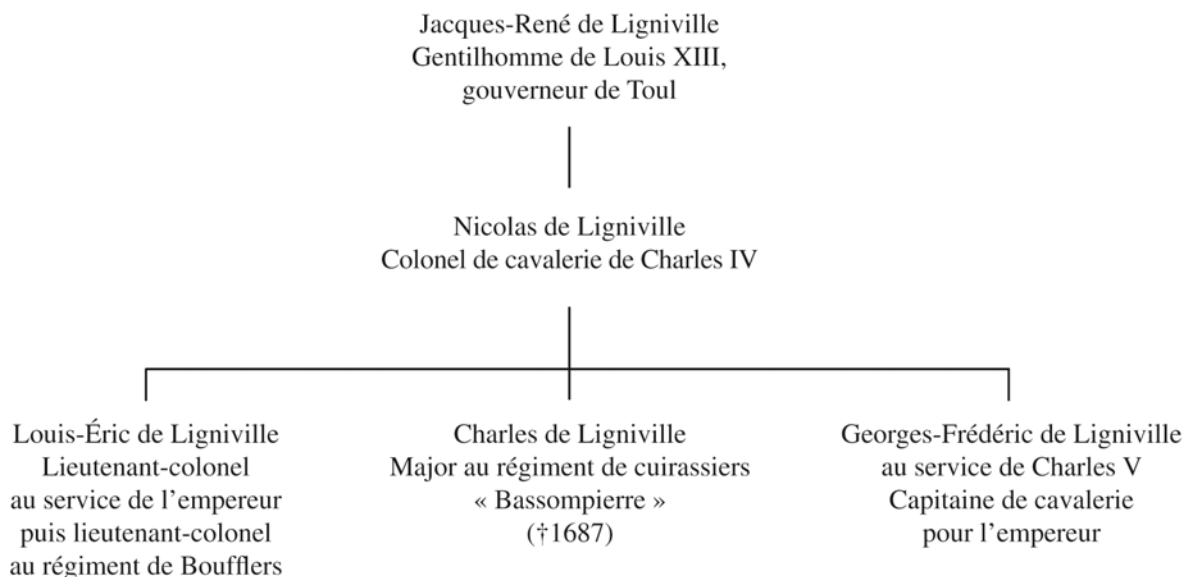 Jacques-René de Ligniville
Gentilhomme de Louis XIII,
gouverneur de Toul
Nicolas de Ligniville
Colonel de cavalerie de Charles IV
Louis-Éric de Ligniville
Lieutenant-colonel
au service de l’empereur
puis lieutenant-colonel
au régiment de Boufflers
Charles de Ligniville
Major au régiment de cuirassiers
« Bassompierre »
(†1687)
Georges-Frédéric de Ligniville
au service de Charles V
Capitaine de cavalerie
pour l’empereur